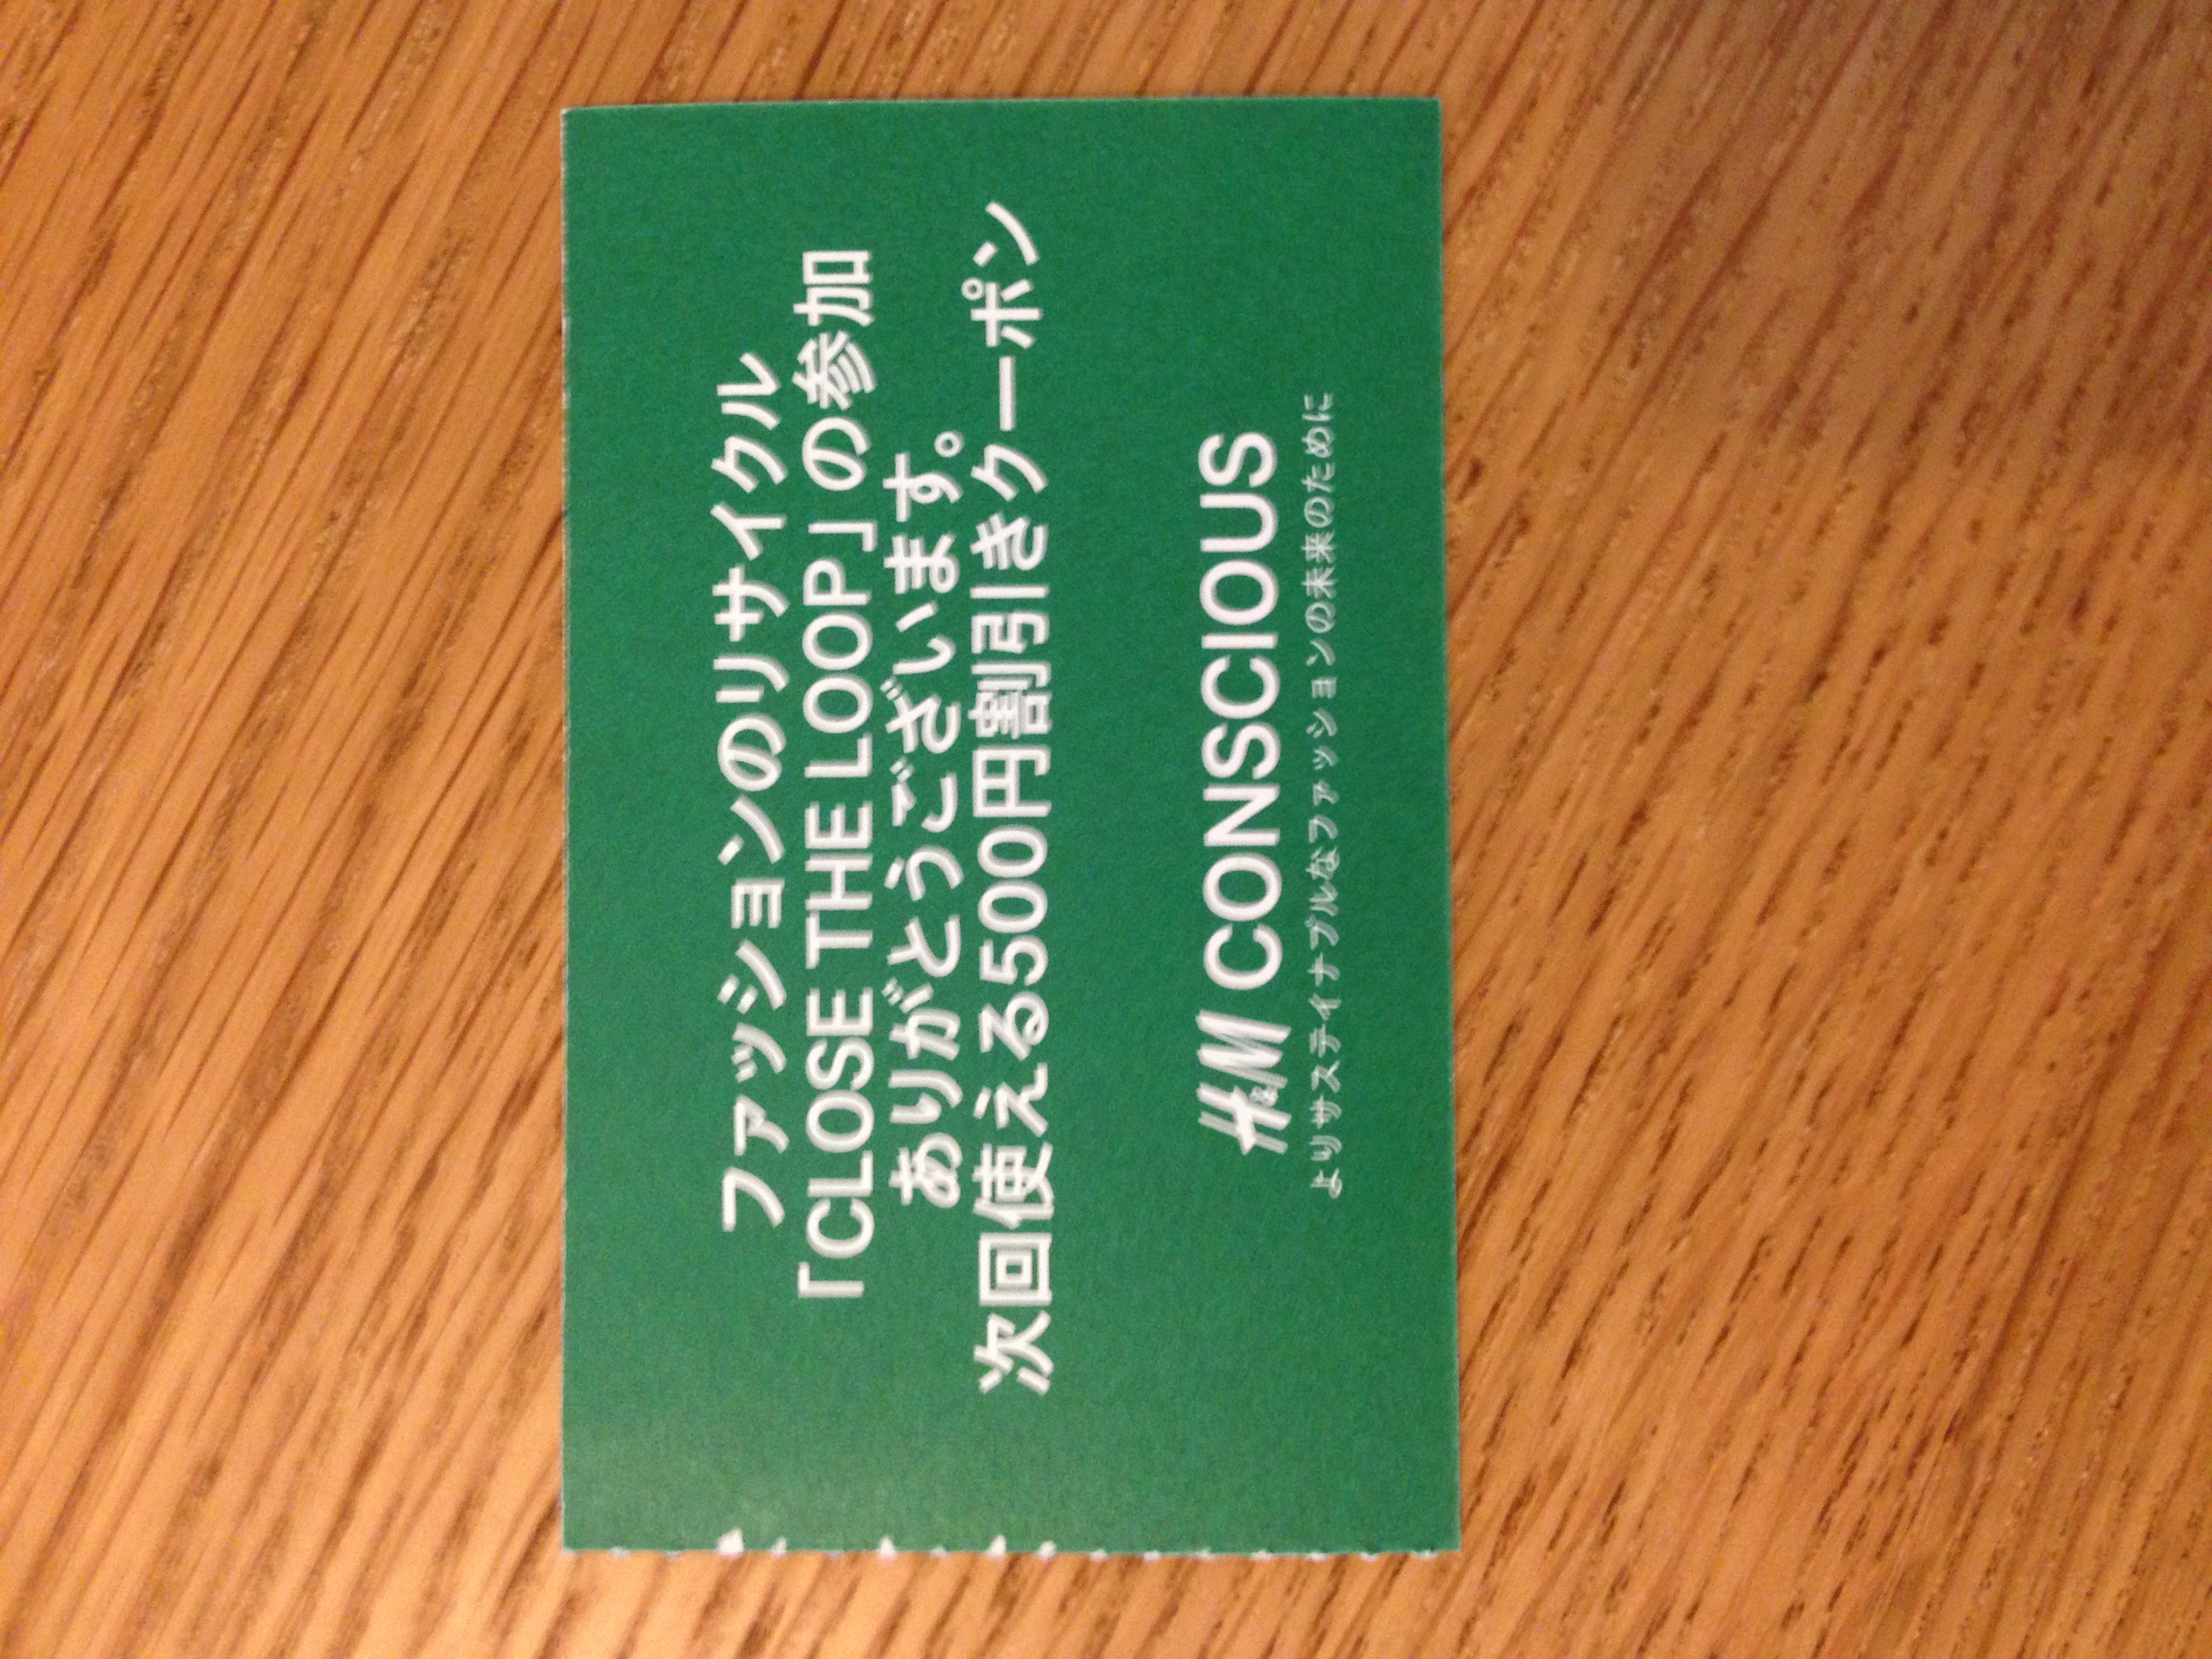 ファッションのリサイクル
「CLOSE THE LOOP」の参加
ありがとうございます。
次回使える500円割引きクーポン
H&M CONSCIOUS
よりサステイナブルなファッションの未来のために